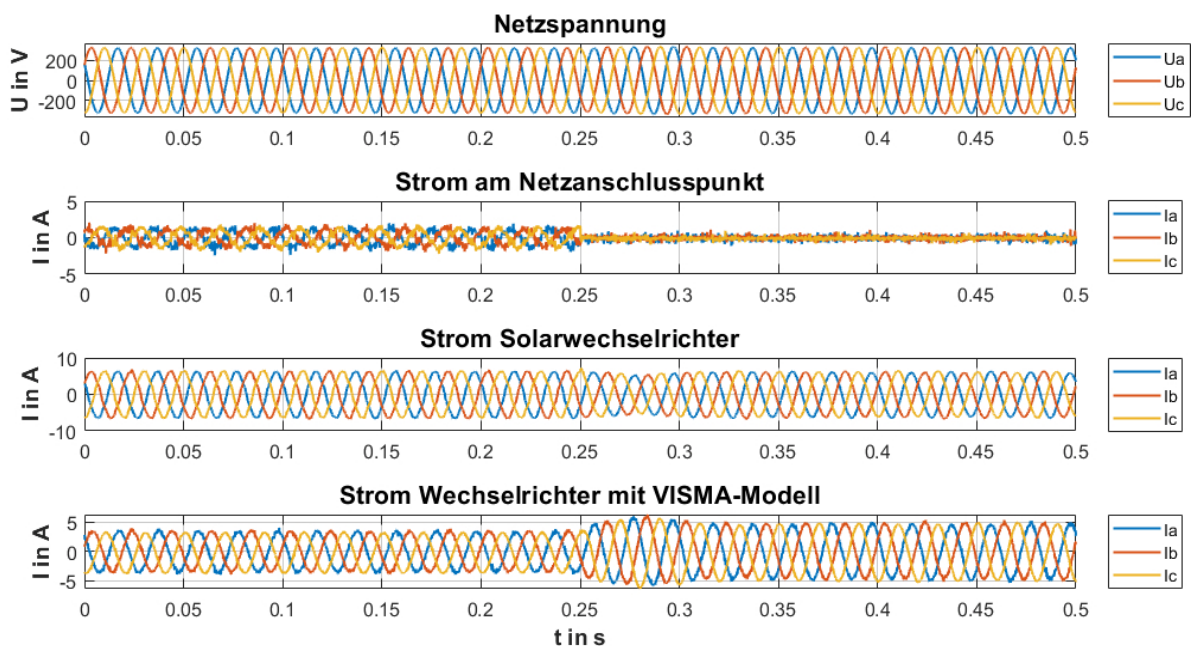 Netzspannung
U in V
200
0
-200
0 0.05 0.1 0.15 0.2 0.25 0.3 0.35 0.4 0.45 0.5
Ua
Ub
Uc
Strom am Netzanschlusspunkt
I in A
5
0
-5
0 0.05 0.1 0.15 0.2 0.25 0.3 0.35 0.4 0.45 0.5
Ia
Ib
Ic
Strom Solarwechselrichter
I in A
10
0
-10
0 0.05 0.1 0.15 0.2 0.25 0.3 0.35 0.4 0.45 0.5
Ia
Ib
Ic
Strom Wechselrichter mit VISMA-Modell
I in A
5
0
-5
0 0.05 0.1 0.15 0.2 0.25 0.3 0.35 0.4 0.45 0.5
t in s
Ia
Ib
Ic